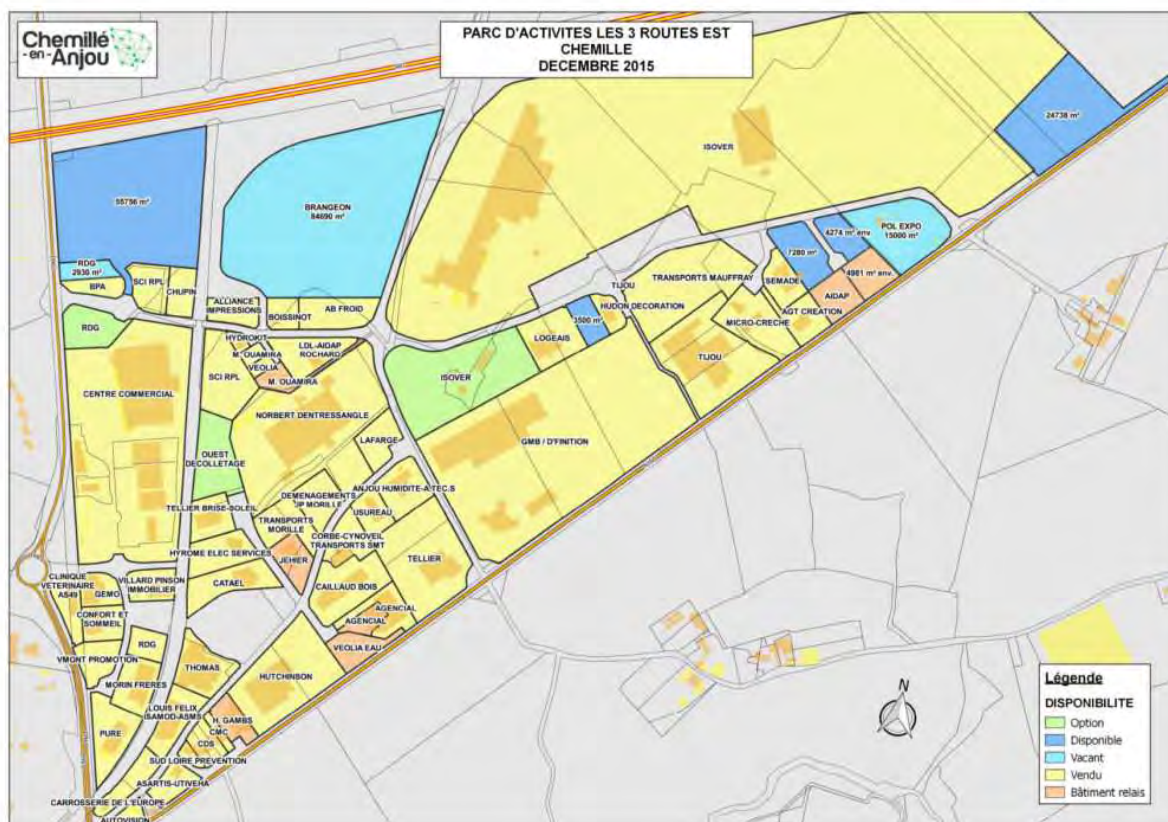 Chemillé
-en-
Anjou
PARC D'ACTIVITES LES 3 ROUTES EST
CHEMILLE
DECEMBRE 2015
24738 m²
ISOVER
55756 m²
BRANGEON
84690 m²
POL EXPO
15000 m²
4274 m² env.
7280 m²
4981 m² env.
RDG
2930 m²
BPA
SCI RPL
CHUPIN
TIJOU
TRANSPORTS MAUFFRAY
SEMADE
AIDAP
ALLIANCE
IMPRESSIONS
BOISSINOT
AB FROID
HUDON DECORATION
3500 m²
AGT CREATION
MICRO-CRECHE
RDG
HYDROKIT
M. OUAMIRA
VEOLIA
LDL-AIDAP
ROCHARD
LOGEAIS
TIJOU
SCI RPL
M. OUAMIRA
ISOVER
CENTRE COMMERCIAL
NORBERT DENTRESSANGLE
LAFARGE
GMB / D'FINITION
OUEST
DECOLLETAGE
ANJOU HUMIDITE-A.TEC.S
DEMENAGEMENTS
JP MORILLE
USUREAU
TELLIER BRISE-SOLEIL
TRANSPORTS
MORILLE
CORBE-CYNOVEIL
TRANSPORTS SMT
HYROME ELEC SERVICES
JEHIER
TELLIER
CLINIQUE
VETERINAIRE
AS49
GEMO
VILLARD PINSON
IMMOBILIER
CATAEL
CAILLAUD BOIS
CONFORT ET
SOMMEIL
AGENCIAL
AGENCIAL
RDG
VEOLIA EAU
VMONT PROMOTION
THOMAS
HUTCHINSON
MORIN FRERES
LOUIS FELIX
ISAMOD-ASMS
H. GAMBS
CMC
PURE
CDS
SUD LOIRE PREVENTION
ASARTIS-UTIVEHA
CARROSSERIE DE L'EUROPE
AUTOVISION
N
Légende
DISPONIBILITE
Option
Disponible
Vacant
Vendu
Bâtiment relais